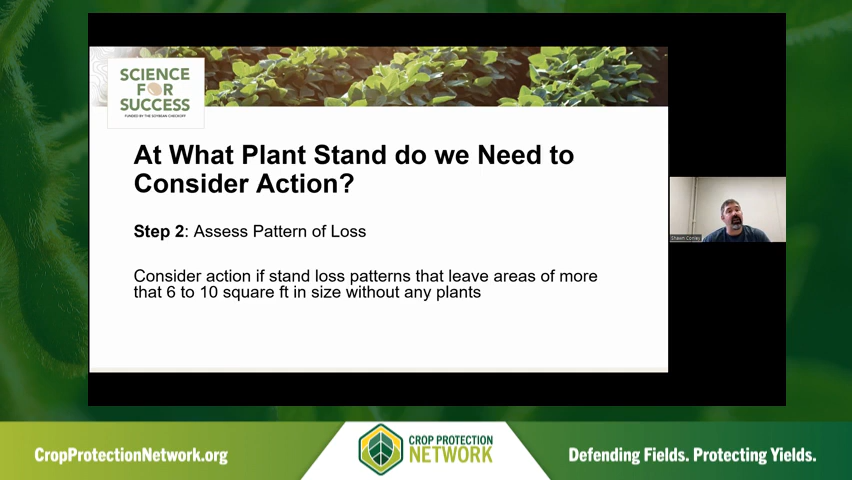 SCIENCE
FOR
SUCCESS
FUNDED BY THE SOYBEAN CHECKOFF
At What Plant Stand do we Need to
Consider Action?
Step 2: Assess Pattern of Loss
Consider action if stand loss patterns that leave areas of more
that 6 to 10 square ft in size without any plants
Shawn Conley
CropProtectionNetwork.org
CROP PROTECTION
NETWORK
Defending Fields. Protecting Yields.